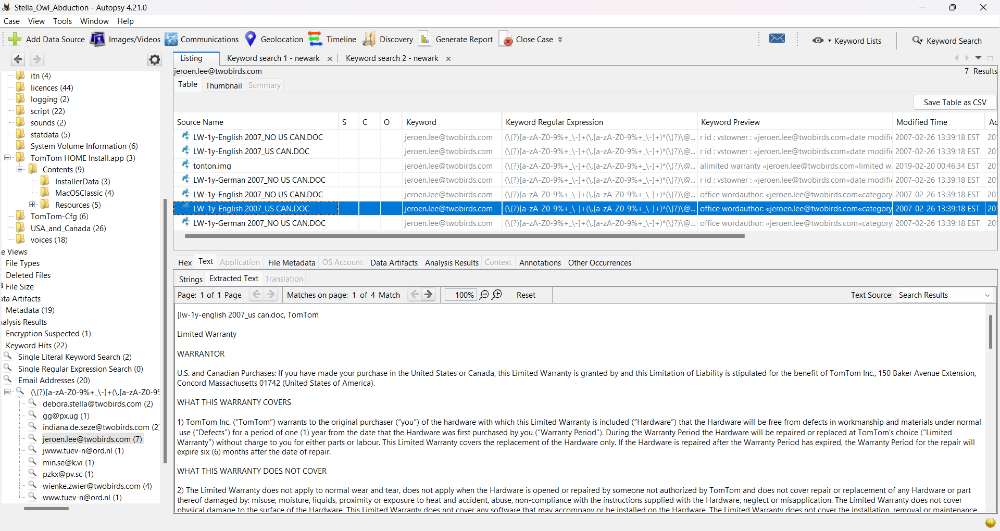 Stella_Owl_Abduction - Autopsy 4.21.0
Case View Tools Window Help
Add Data Source Images/Videos Communications Geolocation Timeline Discovery Generate Report Close Case Keyword Lists Keyword Search
Listing Keyword search 1 - newark Keyword search 2 - newark
itn (4)
licences (44)
logging (2)
script (22)
sounds (2)
statdata (5)
System Volume Information (6)
TomTom HOME Install.app (3)
Contents (9)
InstallerData (3)
MacOSClassic (4)
Resources (5)
TomTom-Cfg (6)
USA_and_Canada (26)
voices (18)
e Views
File Types
Deleted Files
File Size
ata Artifacts
Metadata (19)
nalysis Results
Encryption Suspected (1)
Keyword Hits (22)
Single Literal Keyword Search (2)
Single Regular Expression Search (0)
Email Addresses (20)
(\{?)[a-zA-Z0-9%+_\-]+(\.[a-zA-Z0-9%
debora.stella@twobirds.com (2)
gg@px.ug (1)
indiana.de.seze@twobirds.com (2)
jeroen.lee@twobirds.com (7)
jwww.tuev-n@ord.nl (1)
min.se@k.vi (1)
pzkx@pv.sc (1)
wienke.zwier@twobirds.com (4)
www.tuev-n@ord.nl (1)
jeroen.lee@twobirds.com 7 Results
Table Thumbnail Summary
Save Table as CSV
Source Name S C O Keyword Keyword Regular Expression Keyword Preview Modified Time Ac
LW-1y-English 2007_NO US CAN.DOC jeroen.lee@twobirds.com (\{?)[a-zA-Z0-9%+_\-]+(\.[a-zA-Z0-9%+_\-]+)*(\}?)\@... r id : vstowner : «jeroen.lee@twobirds.com«date modifie 2007-02-26 13:39:18 EST 20
LW-1y-English 2007_US CAN.DOC jeroen.lee@twobirds.com (\{?)[a-zA-Z0-9%+_\-]+(\.[a-zA-Z0-9%+_\-]+)*(\}?)\@... r id : vstowner : «jeroen.lee@twobirds.com«date modifie 2007-02-26 13:39:18 EST 20
tonton.img jeroen.lee@twobirds.com (\{?)[a-zA-Z0-9%+_\-]+(\.[a-zA-Z0-9%+_\-]+)*(\}?)\@... alimited warranty «jeroen.lee@twobirds.com«limited w. 2019-02-20 00:46:34 EST 20
LW-1y-German 2007_NO US CAN.DOC jeroen.lee@twobirds.com (\{?)[a-zA-Z0-9%+_\-]+(\.[a-zA-Z0-9%+_\-]+)*(\}?)\@... r id : vstowner : «jeroen.lee@twobirds.com«date modifie 2007-02-26 13:39:18 EST 20
LW-1y-English 2007_NO US CAN.DOC jeroen.lee@twobirds.com (\{?)[a-zA-Z0-9%+_\-]+(\.[a-zA-Z0-9%+_\-]+)*(\}?)\@... office wordauthor: «jeroen.lee@twobirds.com«category 2007-02-26 13:39:18 EST 20
LW-1y-English 2007_US CAN.DOC jeroen.lee@twobirds.com (\{?)[a-zA-Z0-9%+_\-]+(\.[a-zA-Z0-9%+_\-]+)*(\}?)\@... office wordauthor: «jeroen.lee@twobirds.com«category 2007-02-26 13:39:18 EST 20
LW-1y-German 2007_NO US CAN.DOC jeroen.lee@twobirds.com (\{?)[a-zA-Z0-9%+_\-]+(\.[a-zA-Z0-9%+_\-]+)*(\}?)\@... office wordauthor: «jeroen.lee@twobirds.com«category 2007-02-26 13:39:18 EST 20
Hex Text Application File Metadata OS Account Data Artifacts Analysis Results Context Annotations Other Occurrences
Strings Extracted Text Translation
Page: 1 of 1 Page Matches on page: 1 of 4 Match 100% Reset Text Source: Search Results
[lw-1y-english 2007_us can.doc, TomTom
Limited Warranty
WARRANTOR
U.S. and Canadian Purchases: If you have made your purchase in the United States or Canada, this Limited Warranty is granted by and this Limitation of Liability is stipulated for the benefit of TomTom Inc., 150 Baker Avenue Extension,
Concord Massachusetts 01742 (United States of America).
WHAT THIS WARRANTY COVERS
1) TomTom Inc. (“TomTom”) warrants to the original purchaser (“you”) of the hardware with which this Limited Warranty is included (“Hardware”) that the Hardware will be free from defects in workmanship and materials under normal
use (“Defects”) for a period of one (1) year from the date that the Hardware was first purchased by you (“Warranty Period”). During the Warranty Period the Hardware will be repaired or replaced at TomTom's choice (“Limited
Warranty”) without charge to you for either parts or labour. This Limited Warranty covers the replacement of the Hardware only. If the Hardware is repaired after the Warranty Period has expired, the Warranty Period for the repair will
expire six (6) months after the date of repair.
WHAT THIS WARRANTY DOES NOT COVER
2) The Limited Warranty does not apply to normal wear and tear, does not apply when the Hardware is opened or repaired by someone not authorized by TomTom and does not cover repair or replacement of any Hardware or part
thereof damaged by: misuse, moisture, liquids, proximity or exposure to heat and accident, abuse, non-compliance with the instructions supplied with the Hardware, neglect or misapplication. The Limited Warranty does not cover
physical damage to the surface of the Hardware. This Limited Warranty does not cover any software that may accompany or be installed on the Hardware. The Limited Warranty does not cover the installation, removal or maintenance